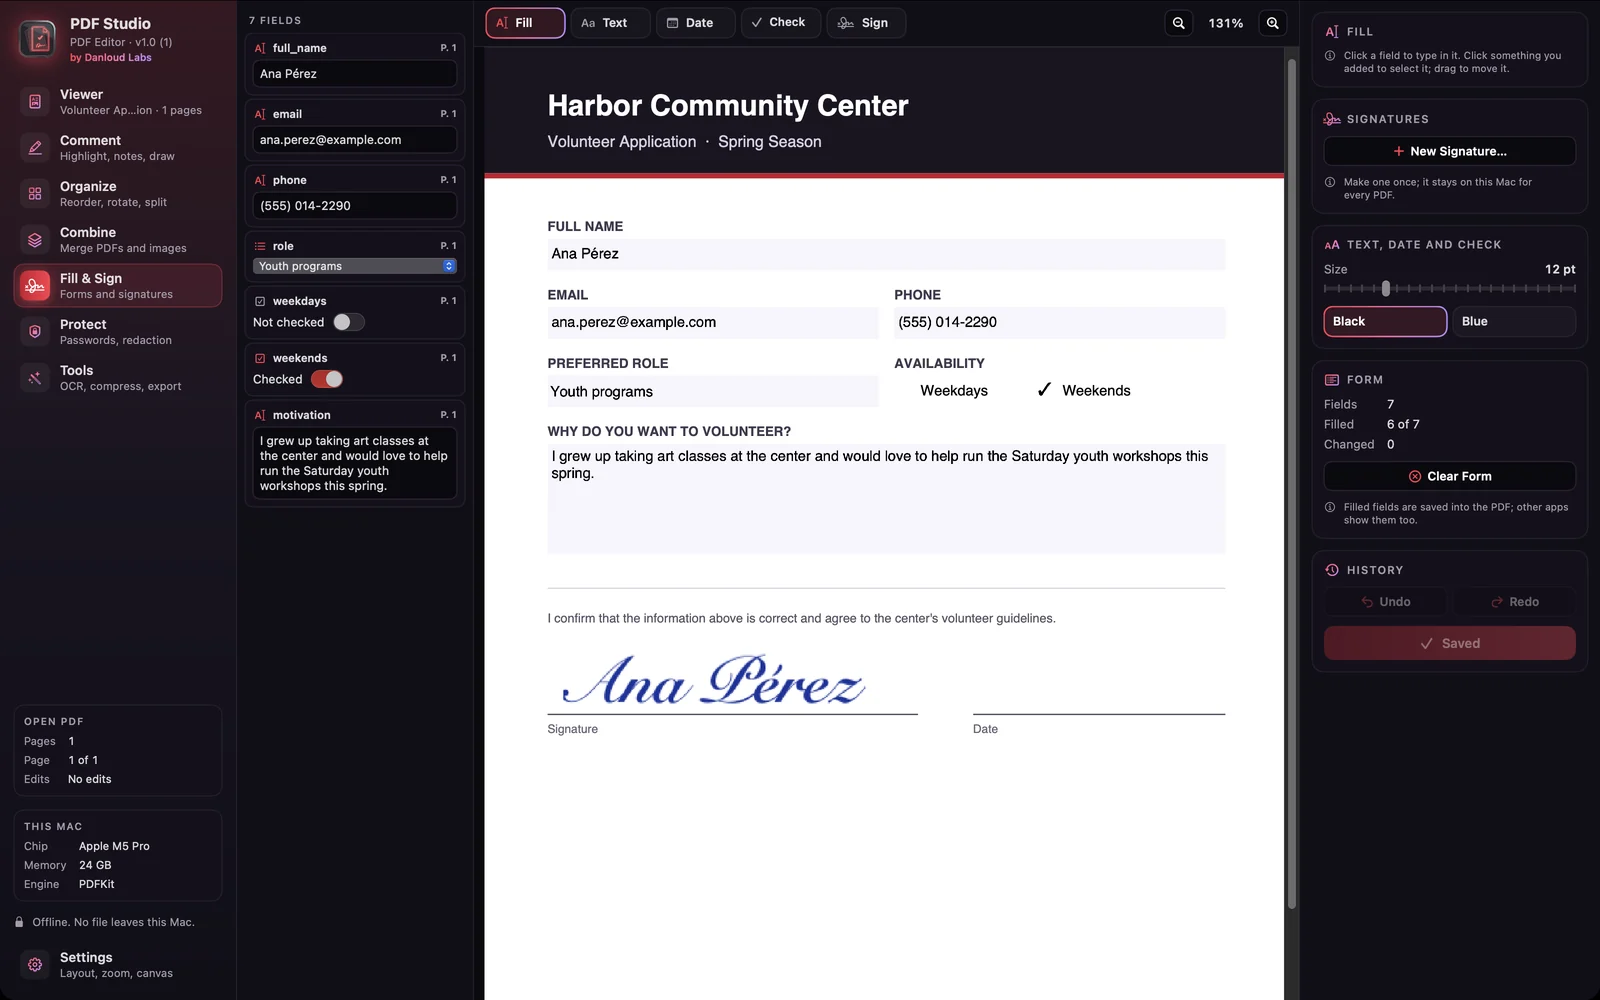 PDF Studio
PDF Editor · v1.0 (1)
by Danloud Labs
Viewer
Volunteer Ap...ion · 1 pages
Comment
Highlight, notes, draw
Organize
Reorder, rotate, split
Combine
Merge PDFs and images
Fill & Sign
Forms and signatures
Protect
Passwords, redaction
Tools
OCR, compress, export
OPEN PDF
Pages 1
Page 1 of 1
Edits No edits
THIS MAC
Chip Apple M5 Pro
Memory 24 GB
Engine PDFKit
Offline. No file leaves this Mac.
Settings
Layout, zoom, canvas
7 FIELDS
full_name P. 1
Ana Pérez
email P. 1
ana.perez@example.com
phone P. 1
(555) 014-2290
role P. 1
Youth programs
weekdays P. 1
Not checked
weekends P. 1
Checked
motivation P. 1
I grew up taking art classes at
the center and would love to help
run the Saturday youth
workshops this spring.
Fill
Aa Text
Date
Check
Sign
131%
Harbor Community Center
Volunteer Application · Spring Season
FULL NAME
Ana Pérez
EMAIL PHONE
ana.perez@example.com (555) 014-2290
PREFERRED ROLE AVAILABILITY
Youth programs Weekdays ✓ Weekends
WHY DO YOU WANT TO VOLUNTEER?
I grew up taking art classes at the center and would love to help run the Saturday youth workshops this
spring.
I confirm that the information above is correct and agree to the center's volunteer guidelines.
Ana Pérez
Signature Date
FILL
Click a field to type in it. Click something you
added to select it; drag to move it.
SIGNATURES
+ New Signature...
Make one once; it stays on this Mac for
every PDF.
AA TEXT, DATE AND CHECK
Size 12 pt
Black Blue
FORM
Fields 7
Filled 6 of 7
Changed 0
Clear Form
Filled fields are saved into the PDF; other apps
show them too.
HISTORY
Undo Redo
Saved